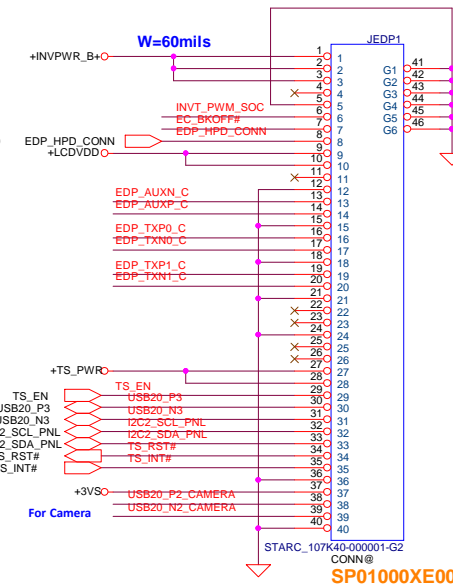 JEDP1
W=60mils
+INVPWR_B+
1 1
2 2
3 3
4 4
5 5
INVT_PWM_SOC 6 6
EC_BKOFF# 7 7
EDP_HPD_CONN EDP_HPD_CONN 8 8
+LCDVDD 9 9
10 10
11 11
12 12
EDP_AUXN_C 13 13
EDP_AUXP_C 14 14
15 15
EDP_TXP0_C 16 16
EDP_TXN0_C 17 17
18 18
EDP_TXP1_C 19 19
EDP_TXN1_C 20 20
21 21
22 22
23 23
24 24
25 25
26 26
+TS_PWR 27 27
28 28
TS_EN TS_EN 29 29
USB20_P3 USB20_P3 30 30
USB20_N3 31 31
I2C2_SCL_PNL 32 32
I2C2_SDA_PNL 33 33
TS_RST# 34 34
TS_INT# 35 35
36 36
+3VS 37 37
USB20_P2_CAMERA 38 38
For Camera USB20_N2_CAMERA 39 39
40 40
G1 41
G2 42
G3 43
G4 44
G5 45
G6 46
STARC_107K40-000001-G2
CONN@
SP01000XE00